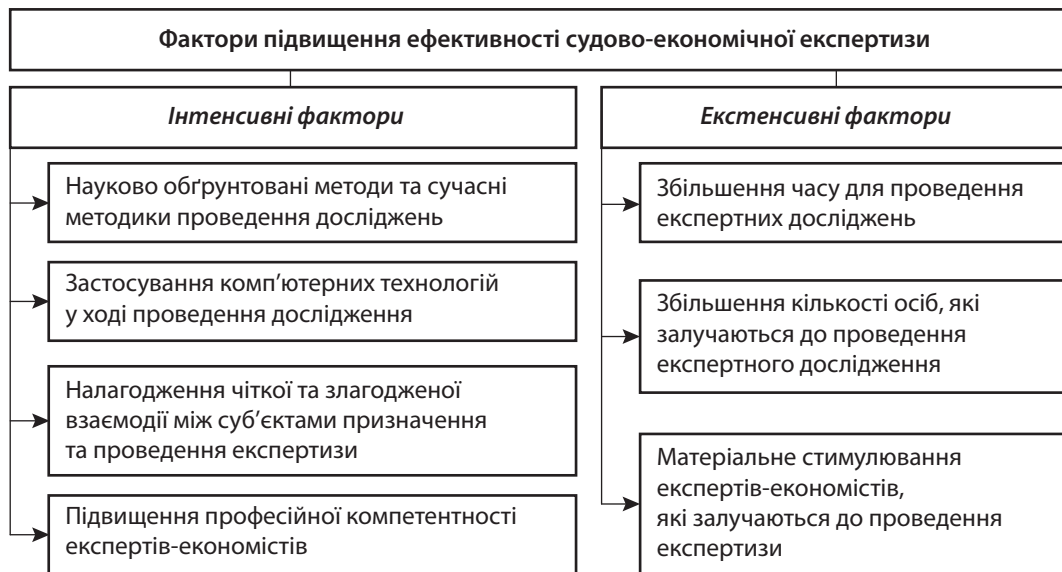 Фактори підвищення ефективності судово-економічної експертизи
Інтенсивні фактори
Науково обґрунтовані методи та сучасні
методики проведення досліджень
Застосування комп’ютерних технологій
у ході проведення дослідження
Налагодження чіткої та злагодженої
взаємодії між суб’єктами призначення
та проведення експертизи
Підвищення професійної компетентності
експертів-економістів
Екстенсивні фактори
Збільшення часу для проведення
експертних досліджень
Збільшення кількості осіб, які
залучаються до проведення
експертного дослідження
Матеріальне стимулювання
експертів-економістів,
які залучаються до проведення
експертизи